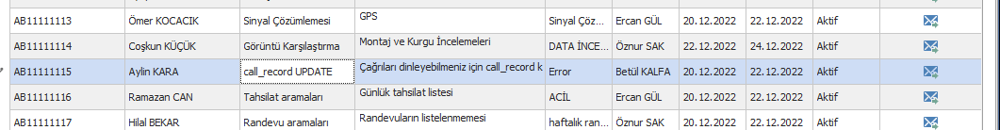 AB11111113 Ömer KOCACIK Sinyal Çözümlemesi GPS Sinyal Çöz... Ercan GÜL 20.12.2022 22.12.2022 Aktif
AB11111114 Coşkun KÜÇÜK Görüntü Karşılaştırma Montaj ve Kurgu İncelemeleri DATA İNCE... Öznur SAK 22.12.2022 24.12.2022 Aktif
AB11111115 Aylin KARA call_record UPDATE Çağrıları dinleyebilmeniz için call_record k Error Betül KALFA 20.12.2022 22.12.2022 Aktif
AB11111116 Ramazan CAN Tahsilat aramaları Günlük tahsilat listesi ACİL Ercan GÜL 20.12.2022 22.12.2022 Aktif
AB11111117 Hilal BEKAR Randevu aramaları Randevuların listelenmemesi haftalık ran... Öznur SAK 20.12.2022 22.12.2022 Aktif